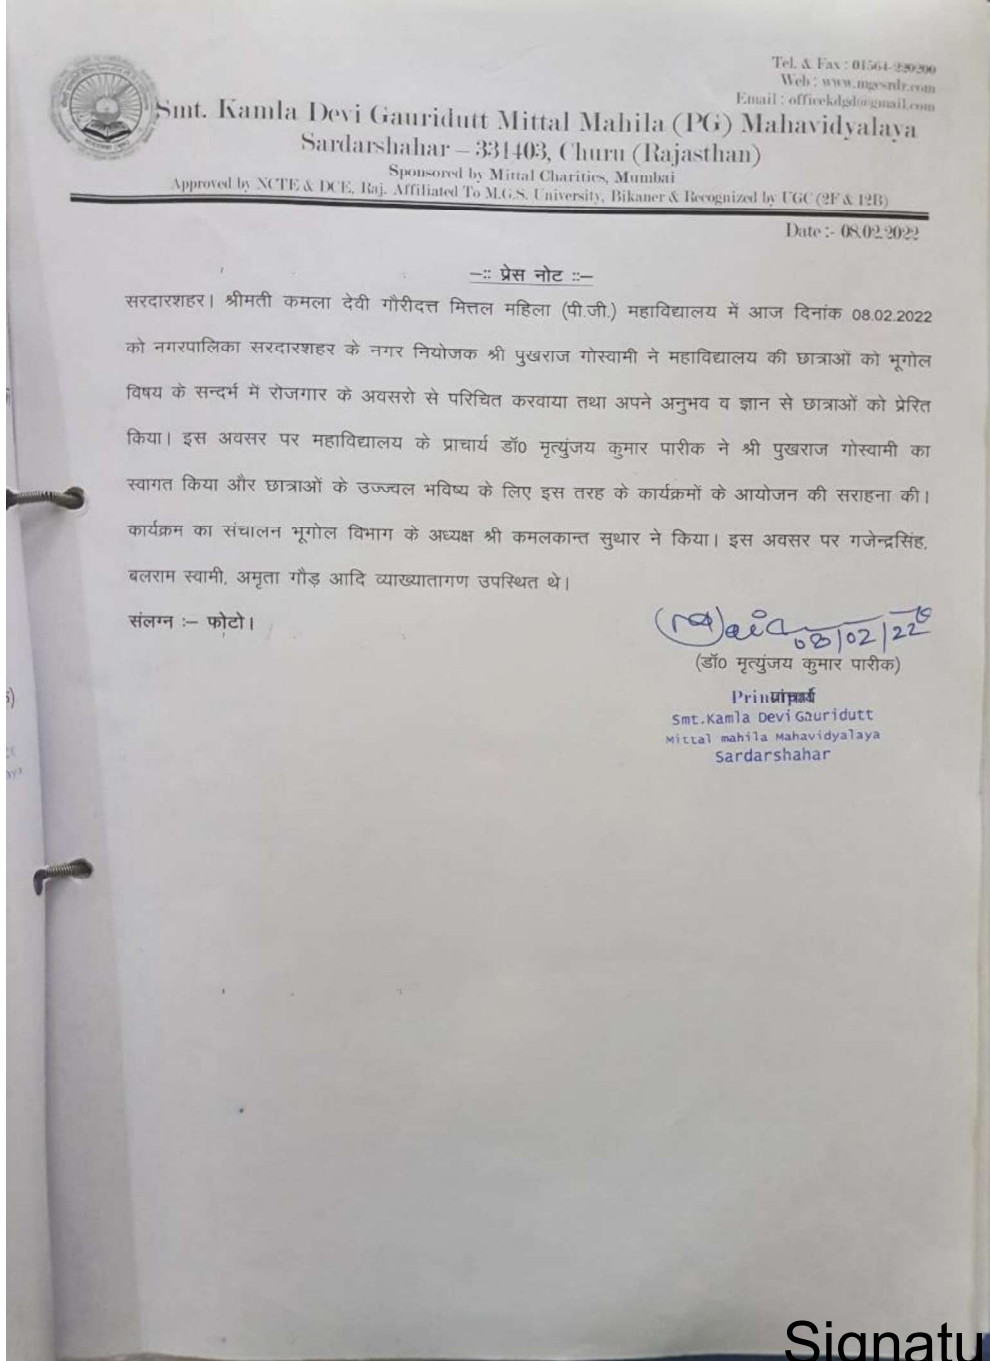 Tel. & Fax : 01564-220200
Web : www.mgesrdr.com
Email : officekdgd@gmail.com
Smt. Kamla Devi Gauridutt Mittal Mahila (PG) Mahavidyalaya
Sardarshahar – 331403, Churu (Rajasthan)
Sponsored by Mittal Charities, Mumbai
Approved by NCTE & DCE, Raj. Affiliated To M.G.S. University, Bikaner & Recognized by UGC (2F & 12B)
Date :- 08.02.2022
–:: प्रेस नोट ::–
सरदारशहर। श्रीमती कमला देवी गौरीदत्त मित्तल महिला (पी.जी.) महाविद्यालय में आज दिनांक 08.02.2022
को नगरपालिका सरदारशहर के नगर नियोजक श्री पुखराज गोस्वामी ने महाविद्यालय की छात्राओं को भूगोल
विषय के सन्दर्भ में रोजगार के अवसरो से परिचित करवाया तथा अपने अनुभव व ज्ञान से छात्राओं को प्रेरित
किया। इस अवसर पर महाविद्यालय के प्राचार्य डॉ0 मृत्युंजय कुमार पारीक ने श्री पुखराज गोस्वामी का
स्वागत किया और छात्राओं के उज्ज्वल भविष्य के लिए इस तरह के कार्यक्रमों के आयोजन की सराहना की।
कार्यक्रम का संचालन भूगोल विभाग के अध्यक्ष श्री कमलकान्त सुथार ने किया। इस अवसर पर गजेन्द्रसिंह,
बलराम स्वामी, अमृता गौड़ आदि व्याख्यातागण उपस्थित थे।
संलग्न :– फोटो।
08/02/22
(डॉ0 मृत्युंजय कुमार पारीक)
Principal
प्राचार्य
Smt.Kamla Devi Gauridutt
Mittal mahila Mahavidyalaya
Sardarshahar
Signatu